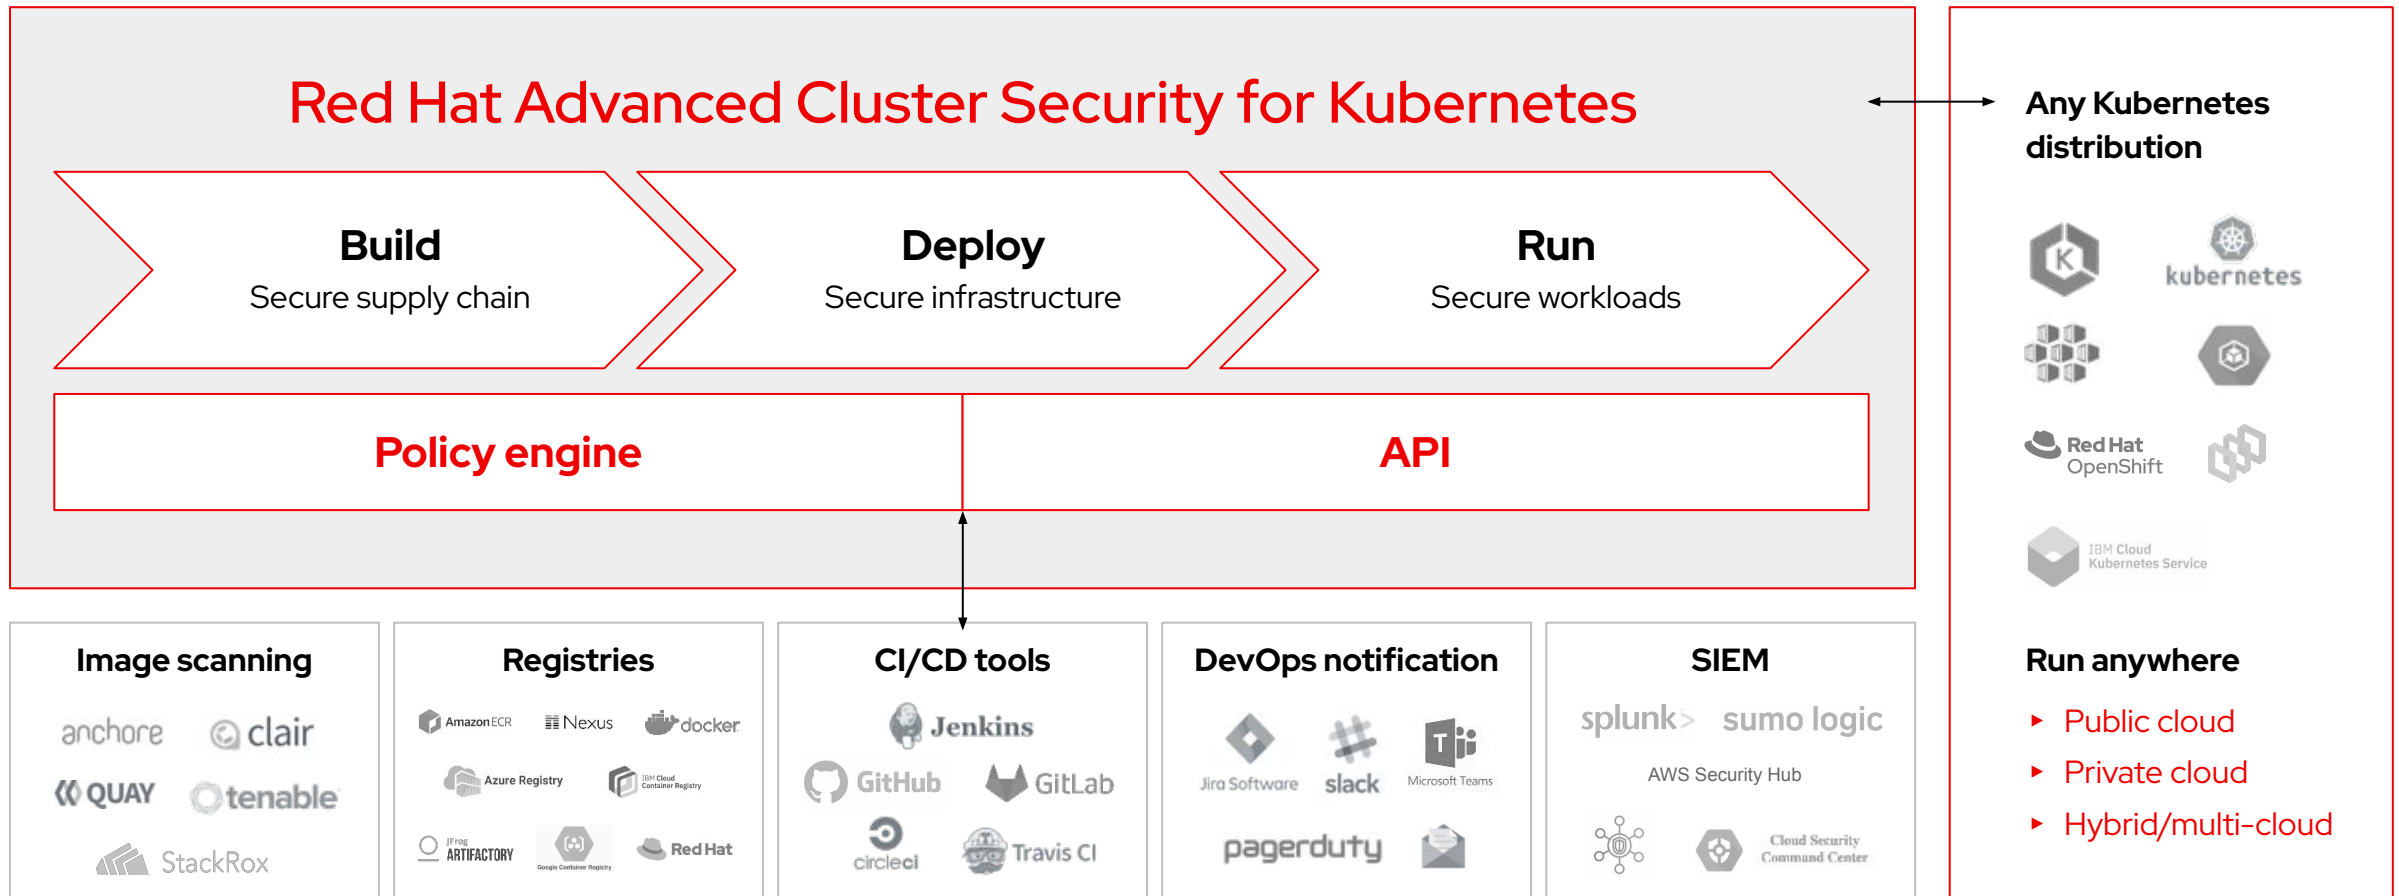 Red Hat Advanced Cluster Security for Kubernetes
Build
Secure supply chain
Deploy
Secure infrastructure
Run
Secure workloads
Policy engine
API
Any Kubernetes
distribution
K
kubernetes
Red Hat
OpenShift
IBM Cloud
Kubernetes Service
Run anywhere
Public cloud
Private cloud
Hybrid/multi-cloud
Image scanning
anchore
clair
QUAY
tenable
StackRox
Registries
Amazon ECR
Nexus
docker
Azure Registry
IBM Cloud
Container Registry
JFrog
ARTIFACTORY
Google Container Registry
Red Hat
CI/CD tools
Jenkins
GitHub
GitLab
circleci
Travis CI
DevOps notification
Jira Software
slack
T
Microsoft Teams
pagerduty
SIEM
splunk>
sumo logic
AWS Security Hub
Cloud Security
Command Center